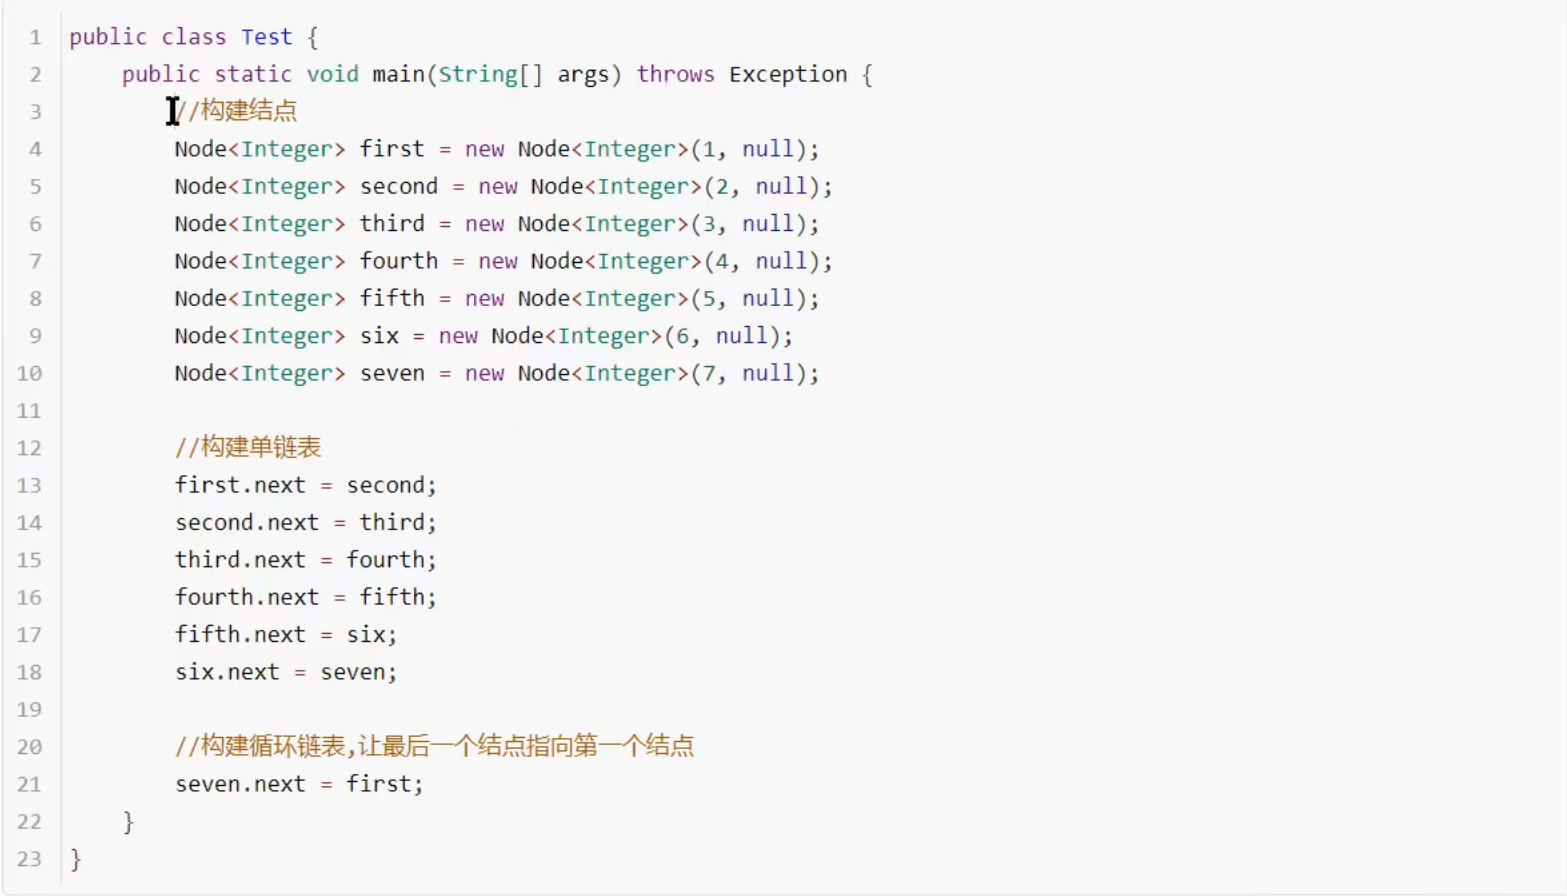 1 public class Test {
2 public static void main(String[] args) throws Exception {
3 //构建结点
4 Node<Integer> first = new Node<Integer>(1, null);
5 Node<Integer> second = new Node<Integer>(2, null);
6 Node<Integer> third = new Node<Integer>(3, null);
7 Node<Integer> fourth = new Node<Integer>(4, null);
8 Node<Integer> fifth = new Node<Integer>(5, null);
9 Node<Integer> six = new Node<Integer>(6, null);
10 Node<Integer> seven = new Node<Integer>(7, null);
11
12 //构建单链表
13 first.next = second;
14 second.next = third;
15 third.next = fourth;
16 fourth.next = fifth;
17 fifth.next = six;
18 six.next = seven;
19
20 //构建循环链表,让最后一个结点指向第一个结点
21 seven.next = first;
22 }
23 }